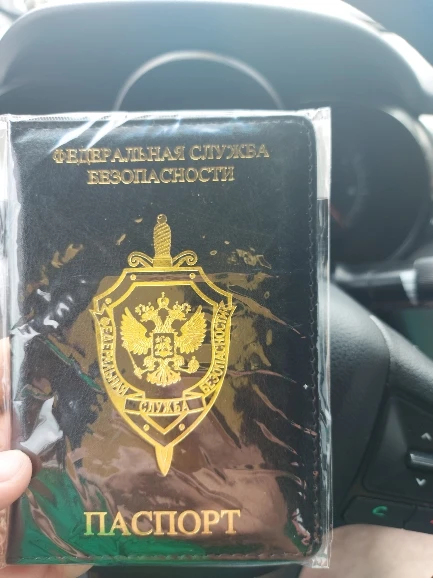 ФЕДЕРАЛЬНАЯ СЛУЖБА
БЕЗОПАСНОСТИ
ФЕДЕРАЛЬНАЯ
СЛУЖБА
БЕЗОПАСНОСТИ
ПАСПОРТ